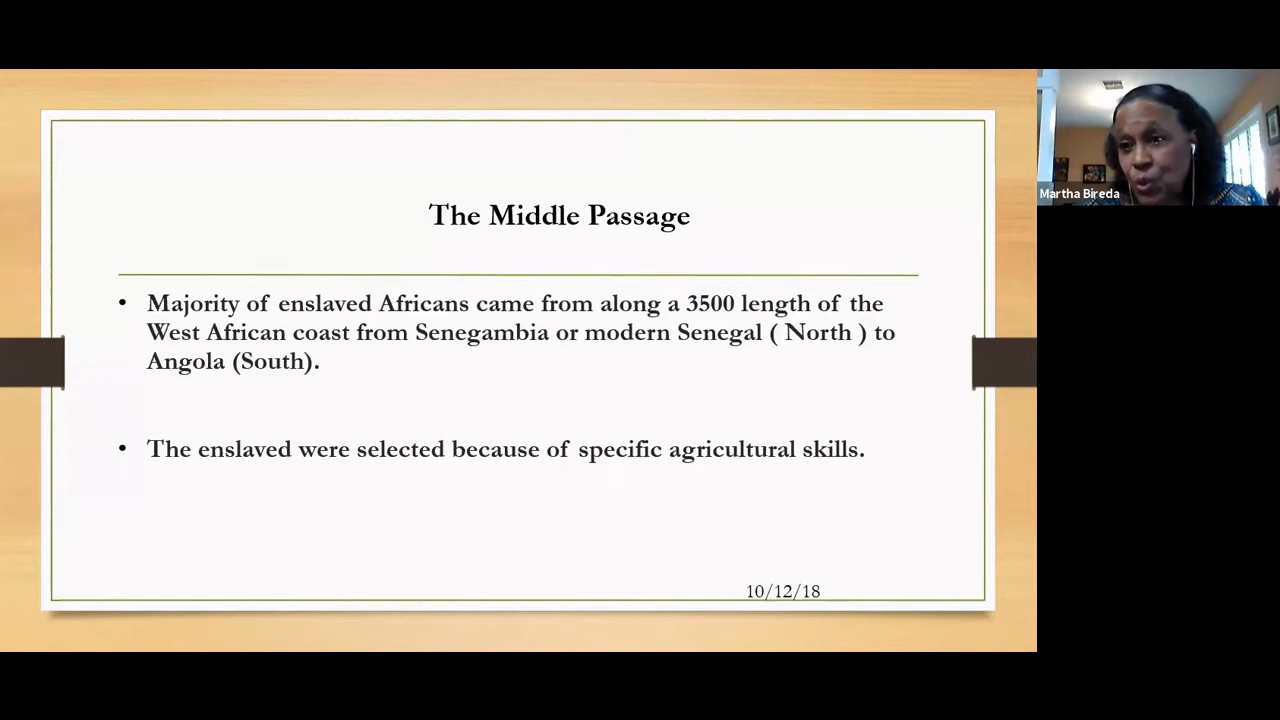 The Middle Passage
• Majority of enslaved Africans came from along a 3500 length of the
West African coast from Senegambia or modern Senegal ( North ) to
Angola (South).
• The enslaved were selected because of specific agricultural skills.
10/12/18
Martha Bireda